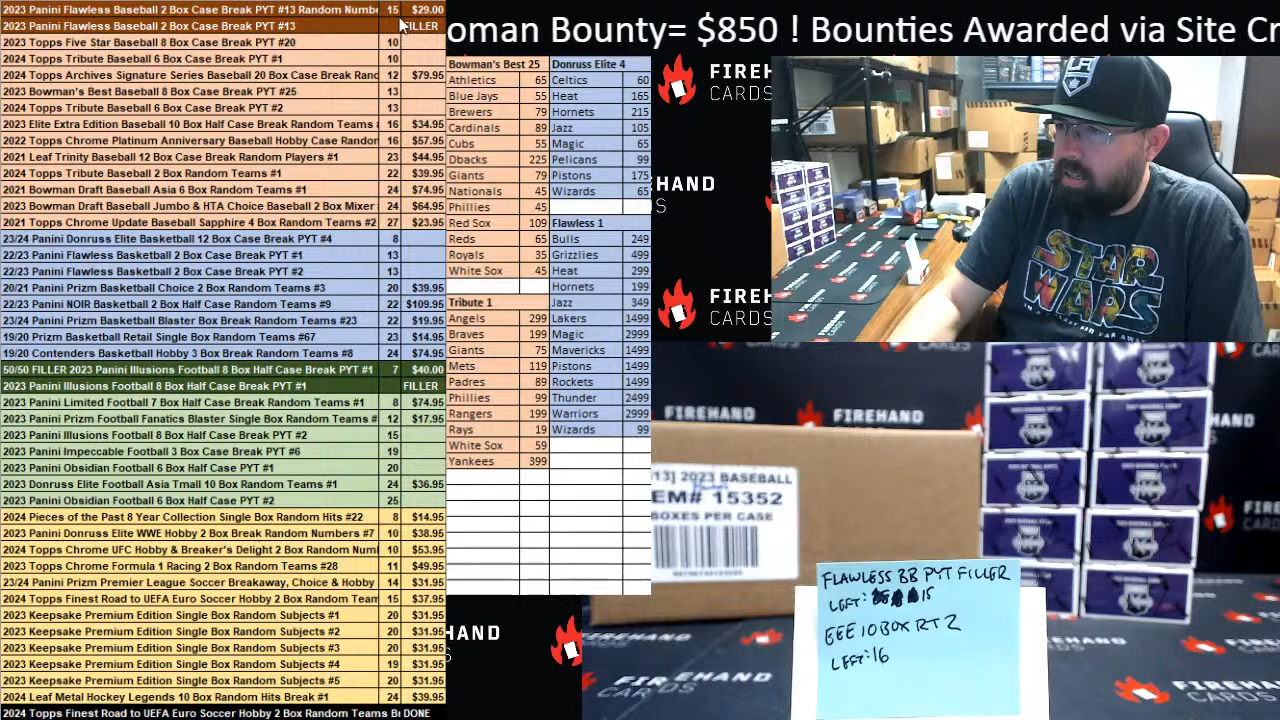 2023 Panini Flawless Baseball 2 Box Case Break PYT #13 Random Numbe 15 $29.00
2023 Panini Flawless Baseball 2 Box Case Break PYT #13 FILLER
2023 Topps Five Star Baseball 8 Box Case Break PYT #20 10
2024 Topps Tribute Baseball 6 Box Case Break PYT #1 10
2024 Topps Archives Signature Series Baseball 20 Box Case Break Ranc 12 $79.95
2023 Bowman's Best Baseball 8 Box Case Break PYT #25 13
2024 Topps Tribute Baseball 6 Box Case Break PYT #2 13
2023 Elite Extra Edition Baseball 10 Box Half Case Break Random Teams 16 $34.95
2022 Topps Chrome Platinum Anniversary Baseball Hobby Case Random 16 $57.95
2021 Leaf Trinity Baseball 12 Box Case Break Random Players #1 23 $44.95
2024 Topps Tribute Baseball 2 Box Random Teams #1 22 $39.95
2021 Bowman Draft Baseball Asia 6 Box Random Teams #1 24 $74.95
2023 Bowman Draft Baseball Jumbo & HTA Choice Baseball 2 Box Mixer 24 $64.95
2021 Topps Chrome Update Baseball Sapphire 4 Box Random Teams #2 27 $23.95
23/24 Panini Donruss Elite Basketball 12 Box Case Break PYT #4 8
22/23 Panini Flawless Basketball 2 Box Case Break PYT #1 13
22/23 Panini Flawless Basketball 2 Box Case Break PYT #2 13
20/21 Panini Prizm Basketball Choice 2 Box Random Teams #3 20 $39.95
22/23 Panini NOIR Basketball 2 Box Half Case Random Teams #9 22 $109.95
23/24 Panini Prizm Basketball Blaster Box Break Random Teams #23 22 $19.95
19/20 Prizm Basketball Retail Single Box Random Teams #67 23 $14.95
19/20 Contenders Basketball Hobby 3 Box Break Random Teams #8 24 $74.95
50/50 FILLER 2023 Panini Illusions Football 8 Box Half Case Break PYT #1 7 $40.00
2023 Panini Illusions Football 8 Box Half Case Break PYT #1 FILLER
2023 Panini Limited Football 7 Box Half Case Break Random Teams #1 8 $74.95
2023 Panini Prizm Football Fanatics Blaster Single Box Random Teams # 12 $17.95
2023 Panini Illusions Football 8 Box Half Case Break PYT #2 15
2023 Panini Impeccable Football 3 Box Case Break PYT #6 19
2023 Panini Obsidian Football 6 Box Half Case PYT #1 20
2023 Donruss Elite Football Asia Tmall 10 Box Random Teams #1 24 $36.95
2023 Panini Obsidian Football 6 Box Half Case PYT #2 25
2024 Pieces of the Past 8 Year Collection Single Box Random Hits #22 8 $14.95
2023 Panini Donruss Elite WWE Hobby 2 Box Random Numbers #7 10 $38.95
2024 Topps Chrome UFC Hobby & Breaker's Delight 2 Box Random Numl 10 $53.95
2023 Topps Chrome Formula 1 Racing 2 Box Random Teams #28 11 $49.95
23/24 Panini Prizm Premier League Soccer Breakaway, Choice & Hobby 14 $31.95
2024 Topps Finest Road to UEFA Euro Soccer Hobby 2 Box Random Team 15 $37.95
2023 Keepsake Premium Edition Single Box Random Subjects #1 20 $31.95
2023 Keepsake Premium Edition Single Box Random Subjects #2 20 $31.95
2023 Keepsake Premium Edition Single Box Random Subjects #3 20 $31.95
2023 Keepsake Premium Edition Single Box Random Subjects #4 19 $31.95
2023 Keepsake Premium Edition Single Box Random Subjects #5 20 $31.95
2024 Leaf Metal Hockey Legends 10 Box Random Hits Break #1 24 $39.95
2024 Topps Finest Road to UEFA Euro Soccer Hobby 2 Box Random Teams B DONE
oman Bounty= $850 ! Bounties Awarded via Site Cr
Bowman's Best 25
Athletics 65
Blue Jays 55
Brewers 79
Cardinals 89
Cubs 55
Dbacks 225
Giants 79
Nationals 45
Phillies 45
Red Sox 109
Reds 65
Royals 35
White Sox 45
Tribute 1
Angels 299
Braves 199
Giants 75
Mets 119
Padres 89
Phillies 99
Rangers 199
Rays 19
White Sox 59
Yankees 399
Donruss Elite 4
Celtics 60
Heat 165
Hornets 215
Jazz 105
Magic 65
Pelicans 99
Pistons 175
Wizards 65
Flawless 1
Bulls 249
Grizzlies 499
Heat 299
Hornets 199
Jazz 349
Lakers 1499
Magic 2999
Mavericks 1499
Pistons 1499
Rockets 1499
Thunder 2499
Warriors 2999
Wizards 99
FIREH
CARDS
HAND
S
FIREH
CARDS
HAND
FIREHAND
CARDS
STAR
WARS
LA
FIREHAND
FIREHAND
13] 2023 BASEBALL
EM# 15352
BOXES PER CASE
FLAWLESS BB PYT FILLER
LEFT: 15
EEE 10 BOX RT 2
LEFT: 16
FIREHAND
CARDS